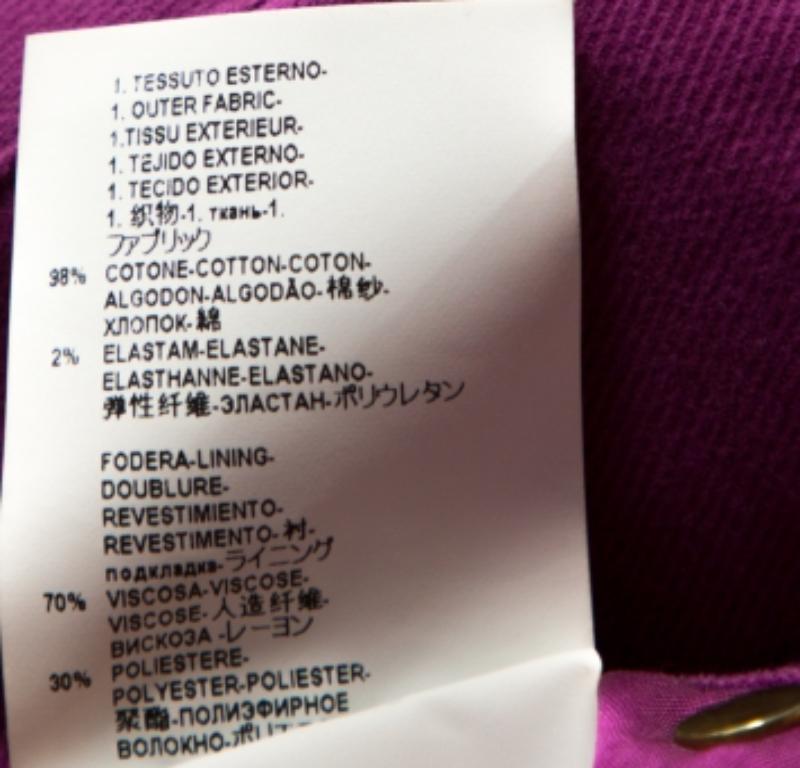 1. TESSUTO ESTERNO-
1. OUTER FABRIC-
1.TISSU EXTERIEUR-
1. TEJIDO EXTERNO-
1. TECIDO EXTERIOR-
1. 织物-1. ткань-1.
ファブリック
98% COTONE-COTTON-COTON-
ALGODON-ALGODÃO-棉纱-
ХЛОПОК-綿
2% ELASTAM-ELASTANE-
ELASTHANNE-ELASTANO-
弹性纤维-ЭЛАСТАН-ポリウレタン
FODERA-LINING-
DOUBLURE-
REVESTIMIENTO-
REVESTIMENTO-衬-
подкладка-ライニング
70% VISCOSA-VISCOSE-
VISCOSE-人造纤维-
ВИСКОЗА -レーヨン
30% POLIESTERE-
POLYESTER-POLIESTER-
聚酯-ПОЛИЭФИРНОЕ
ВОЛОКНО-